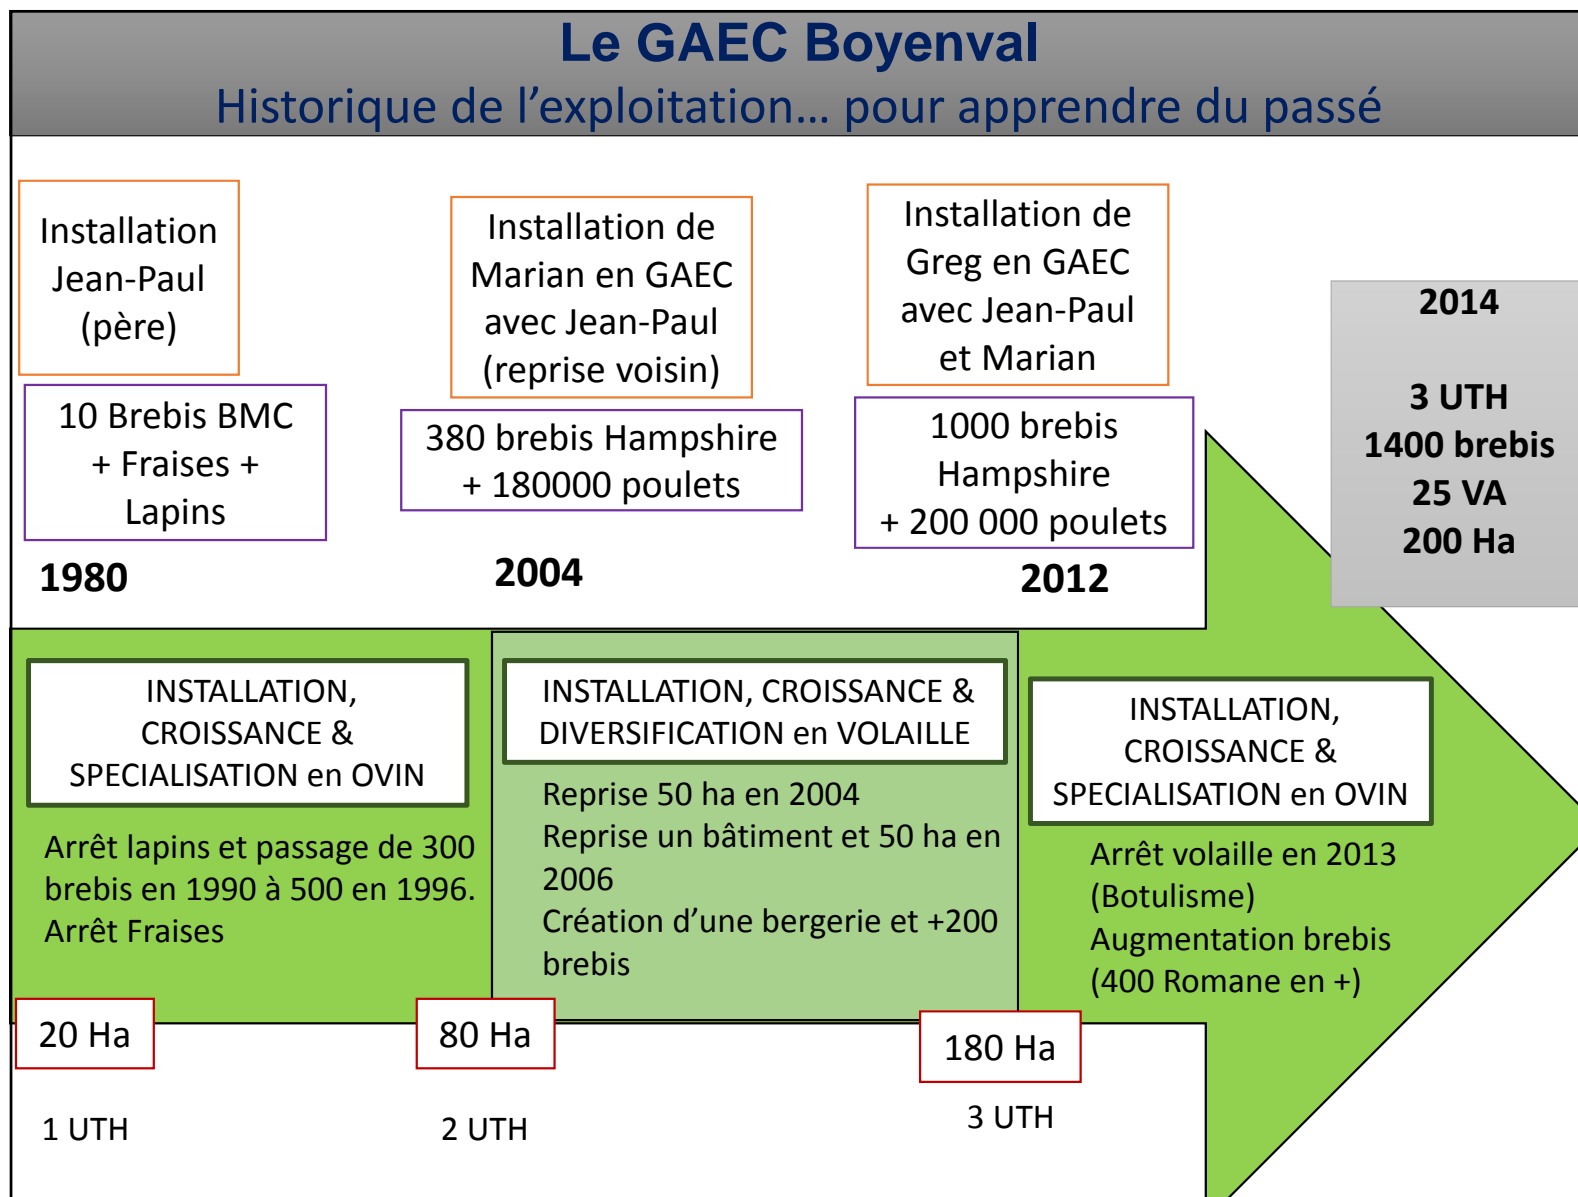 Le GAEC Boyenval
Historique de l'exploitation... pour apprendre du passé
Installation
Jean-Paul
(père)
10 Brebis BMC
+ Fraises +
Lapins
1980
Installation de
Marian en GAEC
avec Jean-Paul
(reprise voisin)
380 brebis Hampshire
+ 180000 poulets
2004
Installation de
Greg en GAEC
avec Jean-Paul
et Marian
1000 brebis
Hampshire
+ 200 000 poulets
2012
2014
3 UTH
1400 brebis
25 VA
200 Ha
INSTALLATION,
CROISSANCE &
SPECIALISATION en OVIN
Arrêt lapins et passage de 300
brebis en 1990 à 500 en 1996.
Arrêt Fraises
INSTALLATION, CROISSANCE &
DIVERSIFICATION en VOLAILLE
Reprise 50 ha en 2004
Reprise un bâtiment et 50 ha en
2006
Création d'une bergerie et +200
brebis
INSTALLATION,
CROISSANCE &
SPECIALISATION en OVIN
Arrêt volaille en 2013
(Botulisme)
Augmentation brebis
(400 Romane en +)
20 Ha
80 Ha
180 Ha
1 UTH
2 UTH
3 UTH